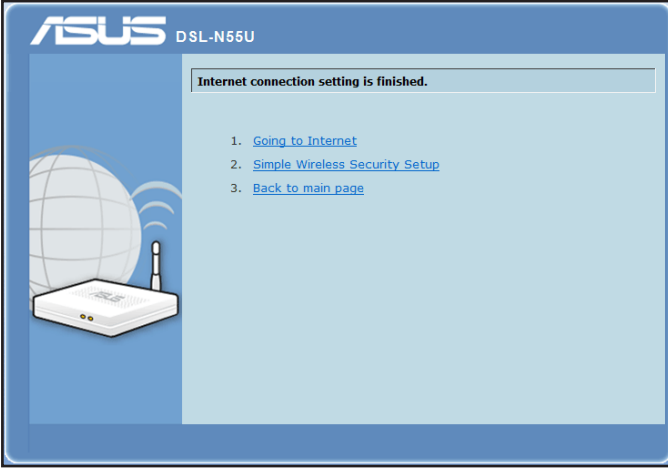 ASUS DSL-N55U
Internet connection setting is finished.
1. Going to Internet
2. Simple Wireless Security Setup
3. Back to main page
ASUS